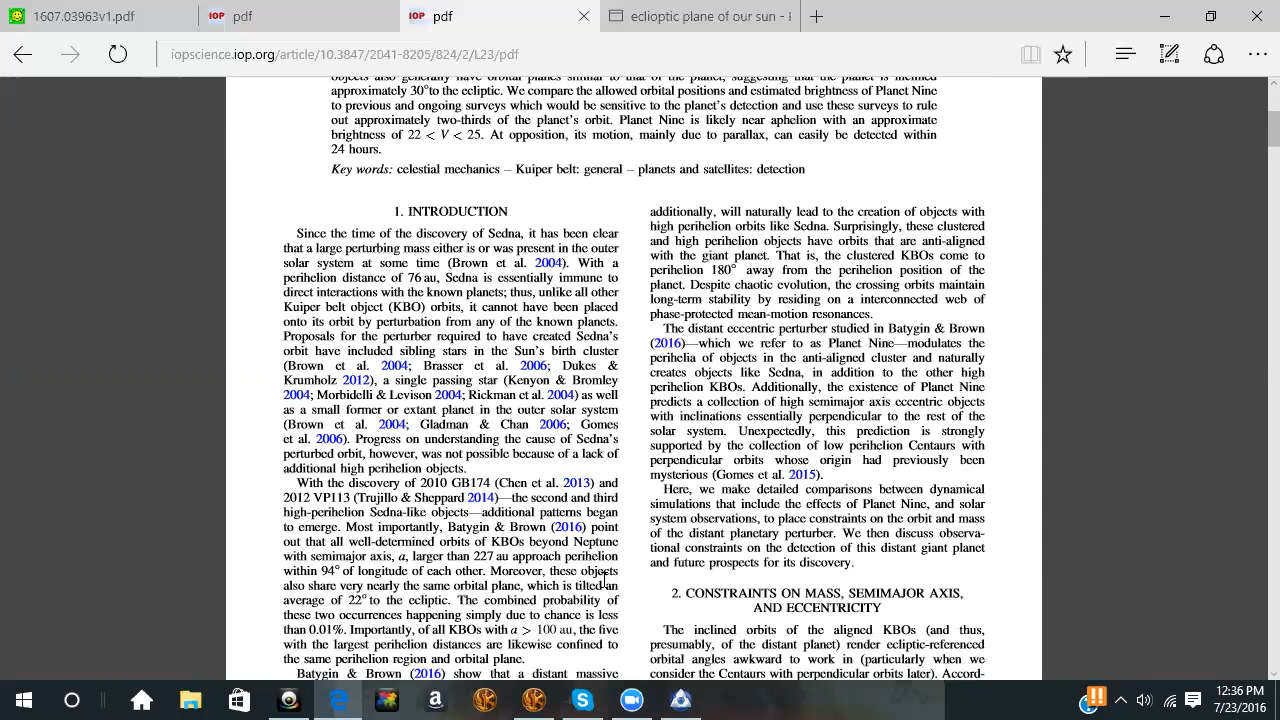 1607.03963v1.pdf
PDF
PDF
iopscience.iop.org/article/10.3847/2041-8205/824/2/L23/pdf
objects also generally have orbital planes similar to that of the planet, suggesting that the planet is inclined
approximately 30°to the ecliptic. We compare the allowed orbital positions and estimated brightness of Planet Nine
to previous and ongoing surveys which would be sensitive to the planet's detection and use these surveys to rule
out approximately two-thirds of the planet's orbit. Planet Nine is likely near aphelion with an approximate
brightness of 22 < V < 25. At opposition, its motion, mainly due to parallax, can easily be detected within
24 hours.
Key words: celestial mechanics – Kuiper belt: general – planets and satellites: detection
1. INTRODUCTION
Since the time of the discovery of Sedna, it has been clear
that a large perturbing mass either is or was present in the outer
solar system at some time (Brown et al. 2004). With a
perihelion distance of 76 au, Sedna is essentially immune to
direct interactions with the known planets; thus, unlike all other
Kuiper belt object (KBO) orbits, it cannot have been placed
onto its orbit by perturbation from any of the known planets.
Proposals for the perturber required to have created Sedna's
orbit have included sibling stars in the Sun's birth cluster
(Brown et al. 2004; Brasser et al. 2006; Dukes &
Krumholz 2012), a single passing star (Kenyon & Bromley
2004; Morbidelli & Levison 2004; Rickman et al. 2004) as well
as a small former or extant planet in the outer solar system
(Brown et al. 2004; Gladman & Chan 2006; Gomes
et al. 2006). Progress on understanding the cause of Sedna's
perturbed orbit, however, was not possible because of a lack of
additional high perihelion objects.
With the discovery of 2010 GB174 (Chen et al. 2013) and
2012 VP113 (Trujillo & Sheppard 2014)—the second and third
high-perihelion Sedna-like objects—additional patterns began
to emerge. Most importantly, Batygin & Brown (2016) point
out that all well-determined orbits of KBOs beyond Neptune
with semimajor axis, a, larger than 227 au approach perihelion
within 94° of longitude of each other. Moreover, these objects
also share very nearly the same orbital plane, which is tilted an
average of 22° to the ecliptic. The combined probability of
these two occurrences happening simply due to chance is less
than 0.01%. Importantly, of all KBOs with a > 100 au, the five
with the largest perihelion distances are likewise confined to
the same perihelion region and orbital plane.
Batygin & Brown (2016) show that a distant massive
additionally, will naturally lead to the creation of objects with
high perihelion orbits like Sedna. Surprisingly, these clustered
and high perihelion objects have orbits that are anti-aligned
with the giant planet. That is, the clustered KBOs come to
perihelion 180° away from the perihelion position of the
planet. Despite chaotic evolution, the crossing orbits maintain
long-term stability by residing on a interconnected web of
phase-protected mean-motion resonances.
The distant eccentric perturber studied in Batygin & Brown
(2016)—which we refer to as Planet Nine—modulates the
perihelia of objects in the anti-aligned cluster and naturally
creates objects like Sedna, in addition to the other high
perihelion KBOs. Additionally, the existence of Planet Nine
predicts a collection of high semimajor axis eccentric objects
with inclinations essentially perpendicular to the rest of the
solar system. Unexpectedly, this prediction is strongly
supported by the collection of low perihelion Centaurs with
perpendicular orbits whose origin had previously been
mysterious (Gomes et al. 2015).
Here, we make detailed comparisons between dynamical
simulations that include the effects of Planet Nine, and solar
system observations, to place constraints on the orbit and mass
of the distant planetary perturber. We then discuss observa-
tional constraints on the detection of this distant giant planet
and future prospects for its discovery.
2. CONSTRAINTS ON MASS, SEMIMAJOR AXIS,
AND ECCENTRICITY
The inclined orbits of the aligned KBOs (and thus,
presumably, of the distant planet) render ecliptic-referenced
orbital angles awkward to work in (particularly when we
consider the Centaurs with perpendicular orbits later). Accord-
12:36 PM
7/23/2016